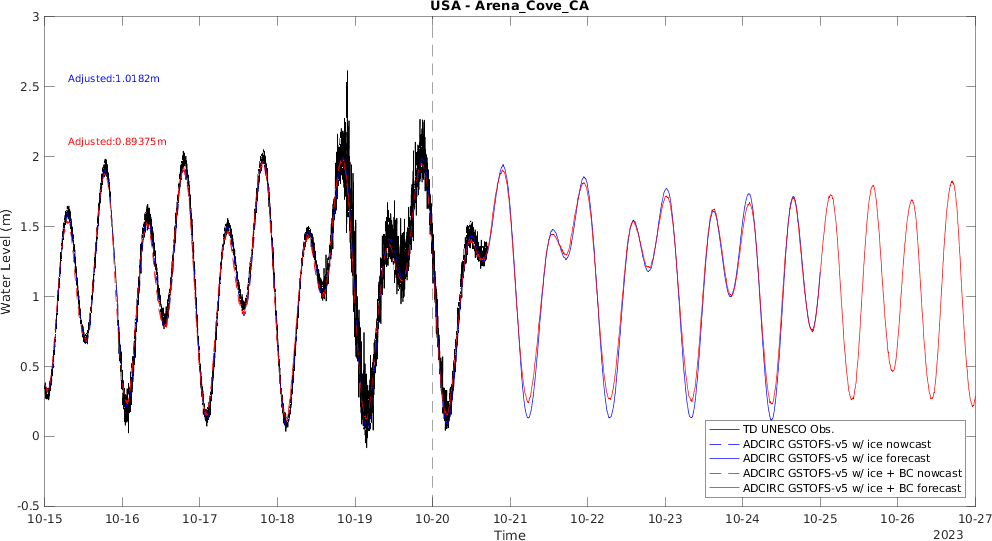 USA - Arena_Cove_CA
3
2.5
2
1.5
1
0.5
0
-0.5
Water Level (m)
Adjusted:1.0182m
Adjusted:0.89375m
TD UNESCO Obs.
ADCIRC GSTOFS-v5 w/ ice nowcast
ADCIRC GSTOFS-v5 w/ ice forecast
ADCIRC GSTOFS-v5 w/ ice + BC nowcast
ADCIRC GSTOFS-v5 w/ ice + BC forecast
10-15 10-16 10-17 10-18 10-19 10-20 10-21 10-22 10-23 10-24 10-25 10-26 10-27
Time
2023